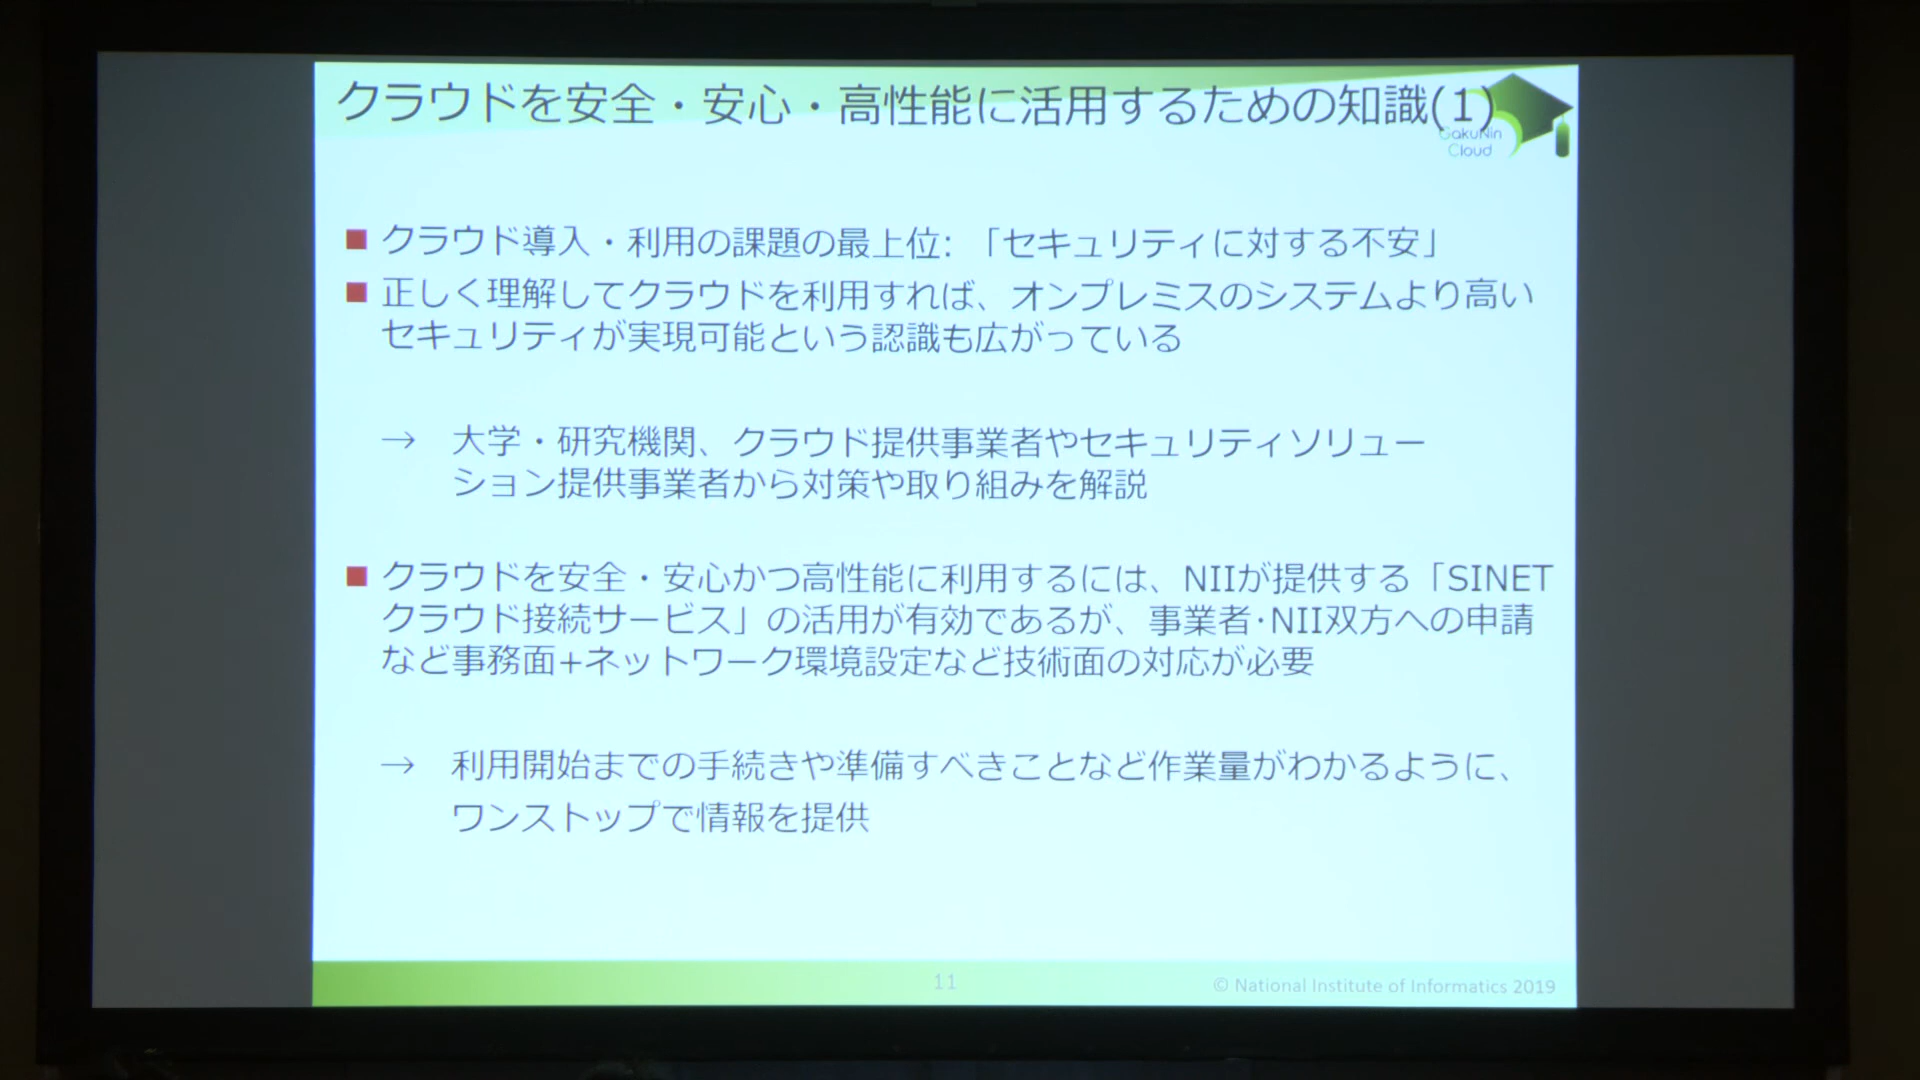 クラウドを安全・安心・高性能に活用するための知識(1)
GakuNin
Cloud
■ クラウド導入・利用の課題の最上位: 「セキュリティに対する不安」
■ 正しく理解してクラウドを利用すれば、オンプレミスのシステムより高い
セキュリティが実現可能という認識も広がっている
→ 大学・研究機関、クラウド提供事業者やセキュリティソリュー
ション提供事業者から対策や取り組みを解説
■ クラウドを安全・安心かつ高性能に利用するには、NIIが提供する「SINET
クラウド接続サービス」の活用が有効であるが、事業者･NII双方への申請
など事務面+ネットワーク環境設定など技術面の対応が必要
→ 利用開始までの手続きや準備すべきことなど作業量がわかるように、
ワンストップで情報を提供
11
© National Institute of Informatics 2019